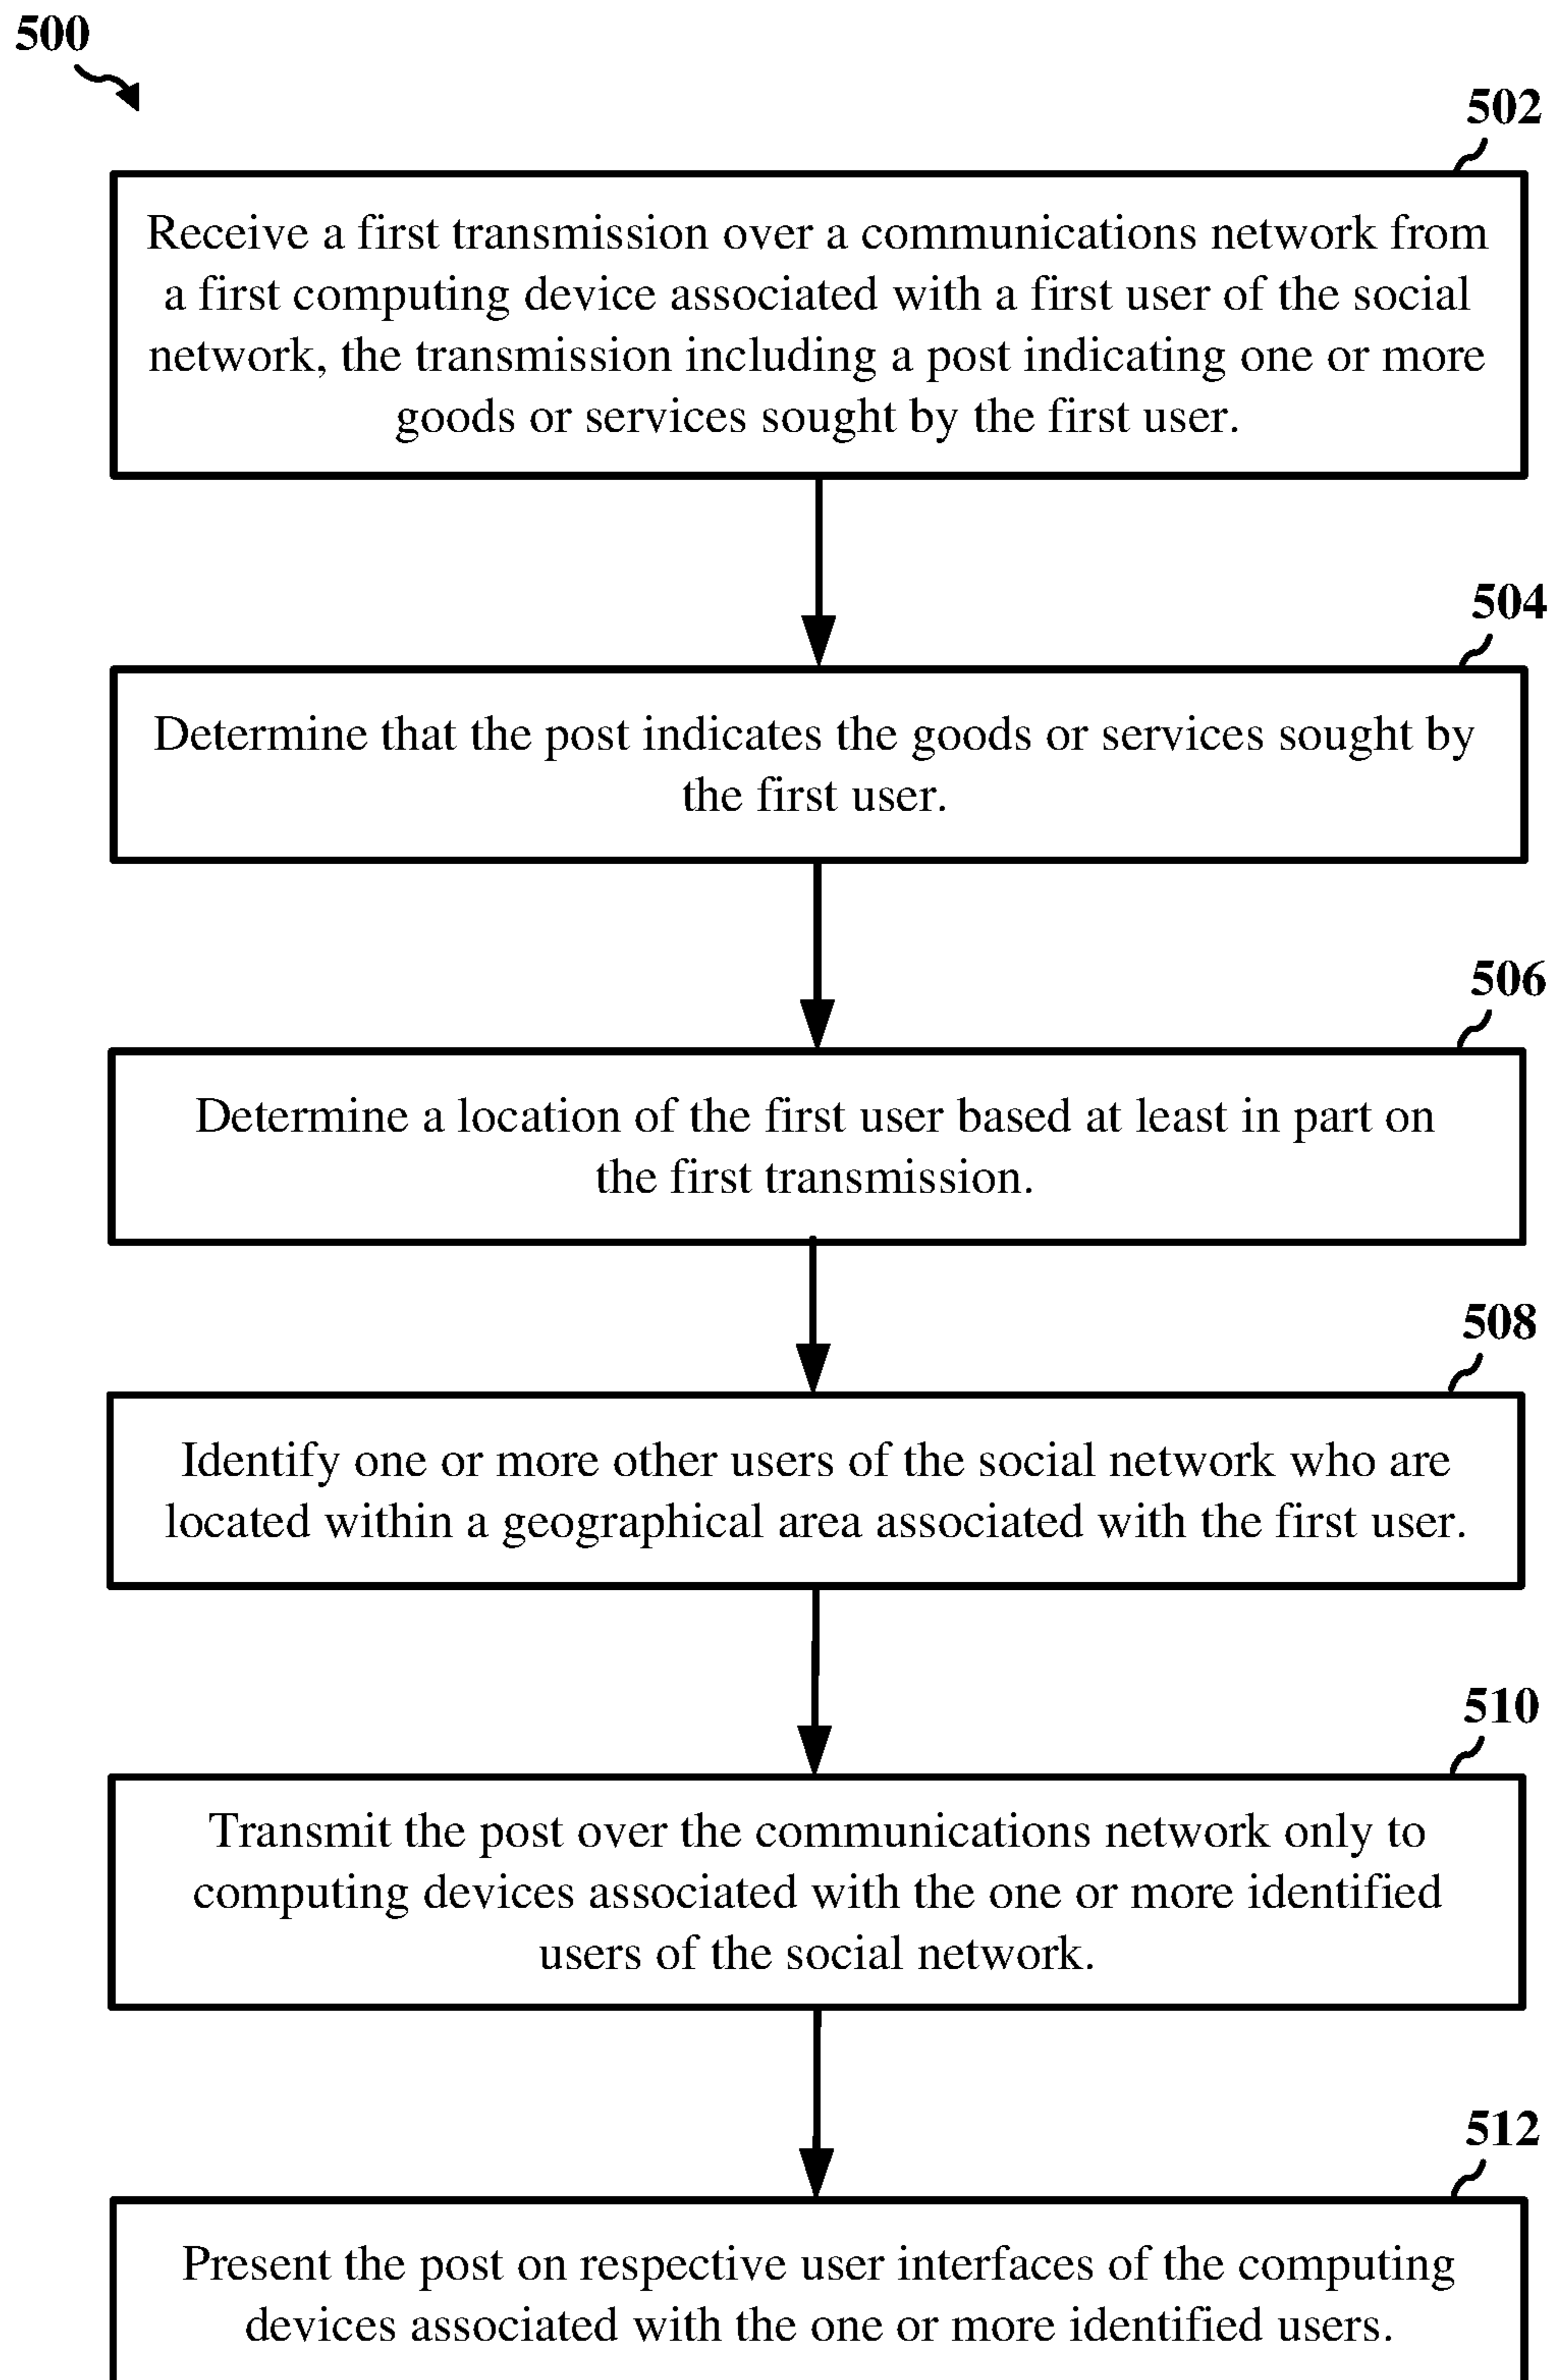 500
502
Receive a first transmission over a communications network from
a first computing device associated with a first user of the social
network, the transmission including a post indicating one or more
goods or services sought by the first user.
504
Determine that the post indicates the goods or services sought by
the first user.
506
Determine a location of the first user based at least in part on
the first transmission.
508
Identify one or more other users of the social network who are
located within a geographical area associated with the first user.
510
Transmit the post over the communications network only to
computing devices associated with the one or more identified
users of the social network.
512
Present the post on respective user interfaces of the computing
devices associated with the one or more identified users.